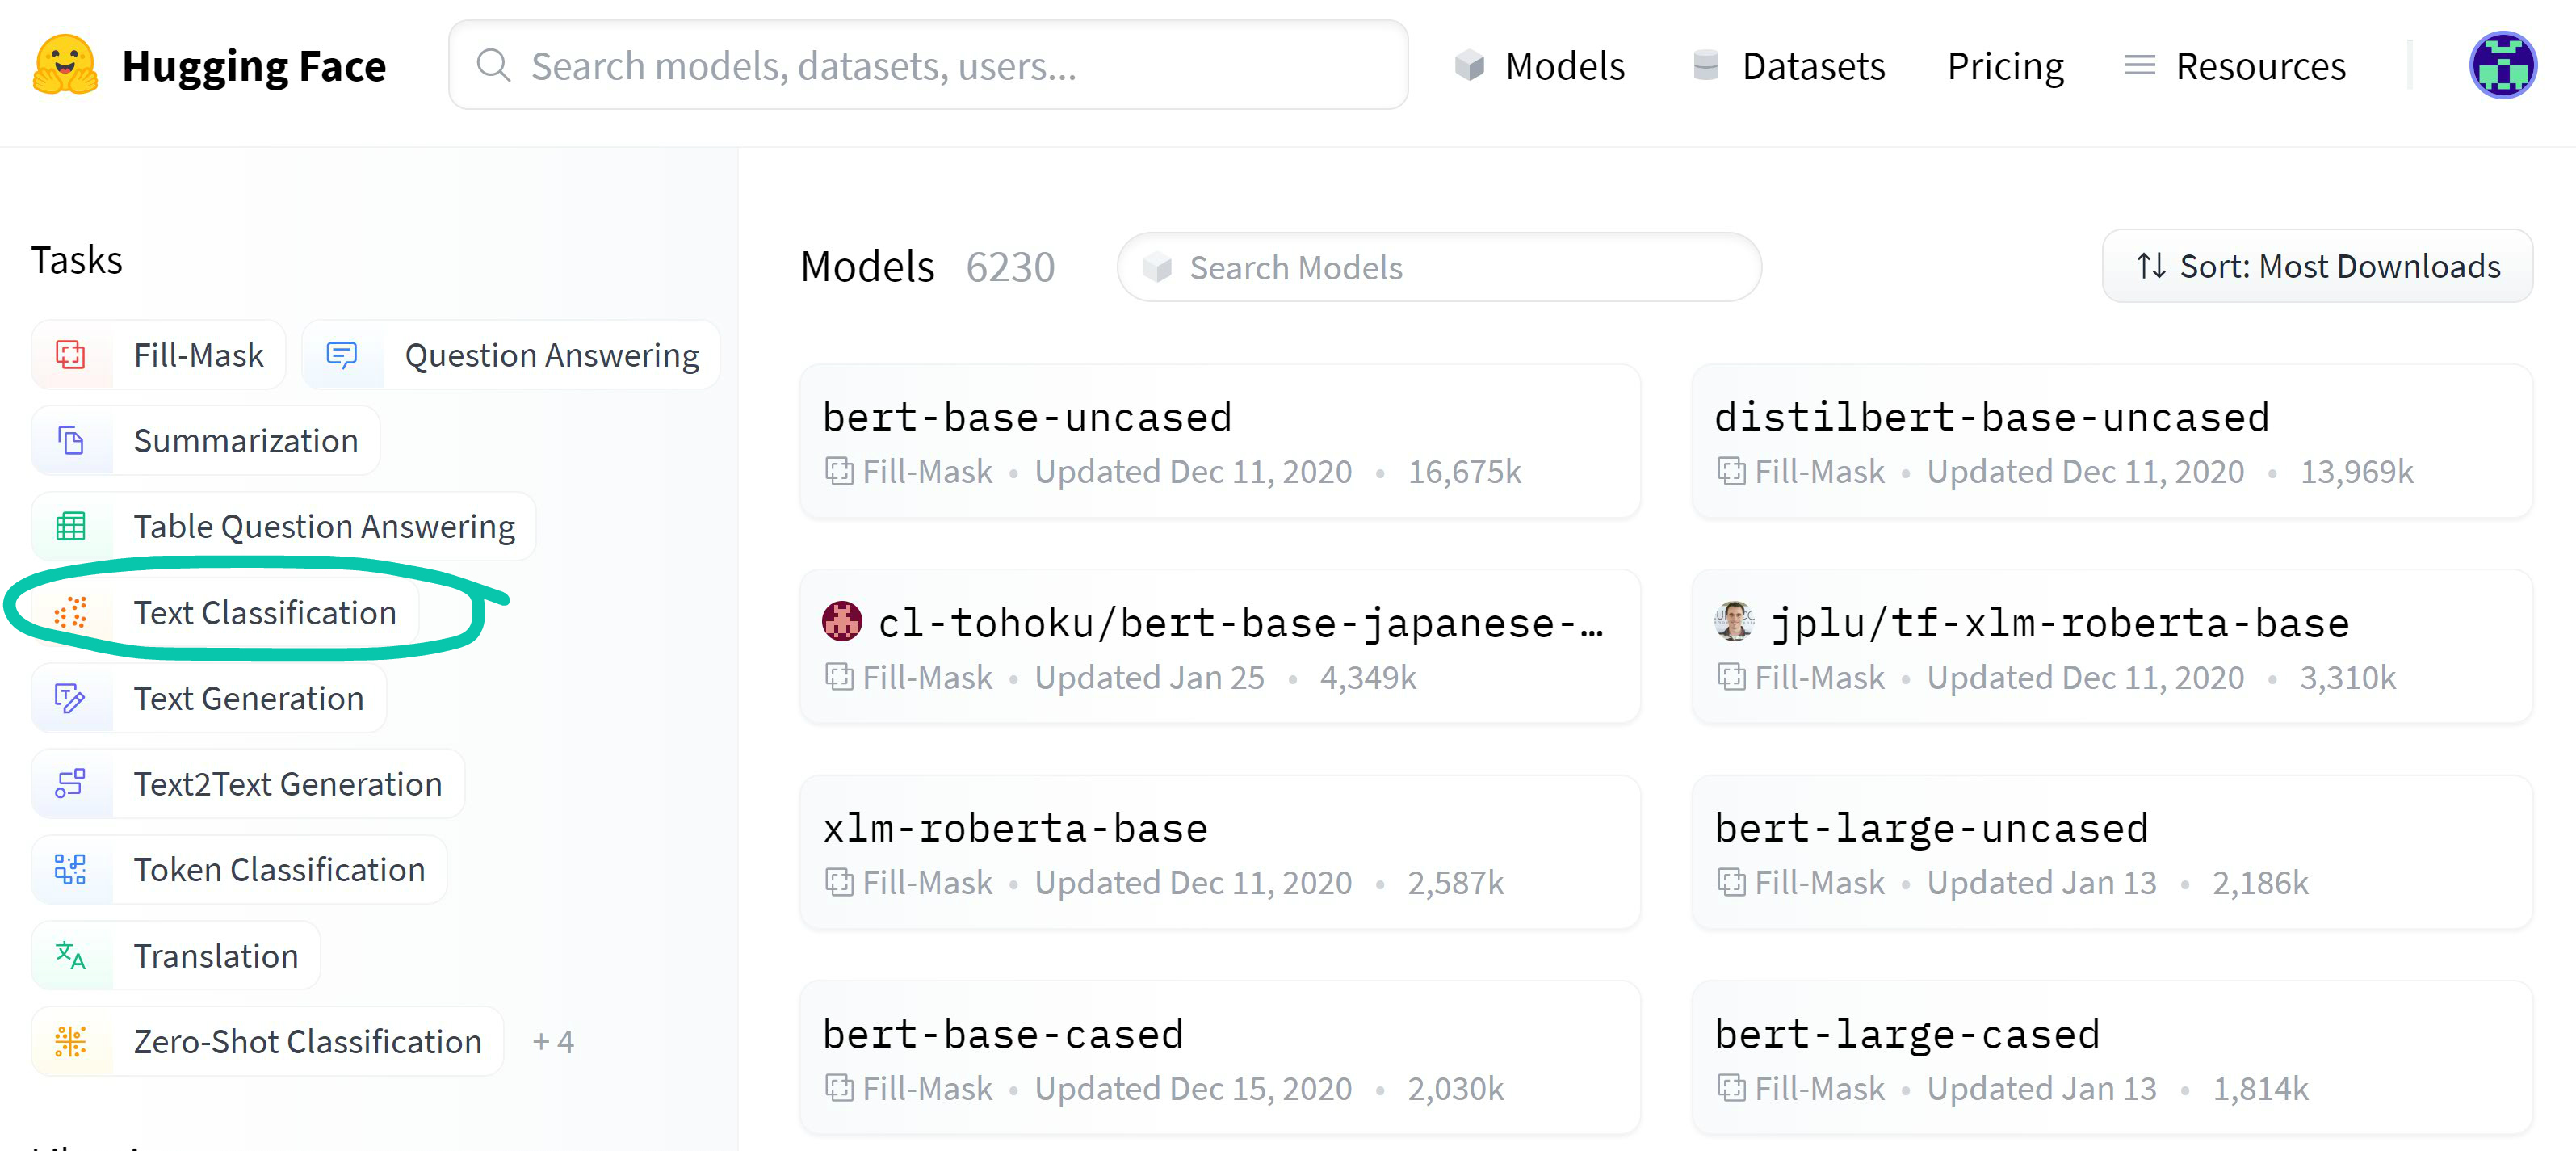 Hugging Face
Search models, datasets, users...
Models
Datasets
Pricing
Resources
Tasks
Fill-Mask
Question Answering
Summarization
Table Question Answering
Text Classification
Text Generation
Text2Text Generation
Token Classification
Translation
Zero-Shot Classification
+ 4
Models 6230
Search Models
Sort: Most Downloads
bert-base-uncased
Fill-Mask • Updated Dec 11, 2020 • 16,675k
distilbert-base-uncased
Fill-Mask • Updated Dec 11, 2020 • 13,969k
cl-tohoku/bert-base-japanese-…
Fill-Mask • Updated Jan 25 • 4,349k
jplu/tf-xlm-roberta-base
Fill-Mask • Updated Dec 11, 2020 • 3,310k
xlm-roberta-base
Fill-Mask • Updated Dec 11, 2020 • 2,587k
bert-large-uncased
Fill-Mask • Updated Jan 13 • 2,186k
bert-base-cased
Fill-Mask • Updated Dec 15, 2020 • 2,030k
bert-large-cased
Fill-Mask • Updated Jan 13 • 1,814k